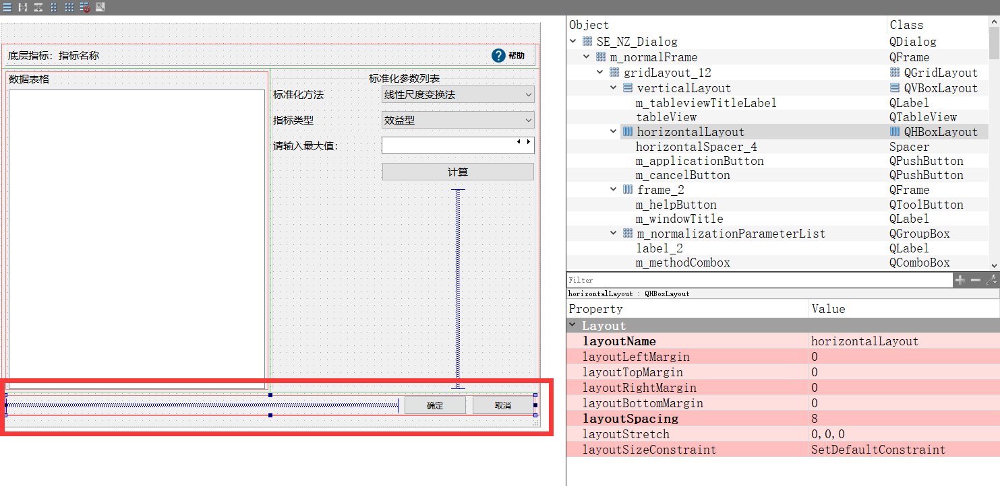 底层指标：指标名称
? 帮助
数据表格
标准化参数列表
标准化方法
线性尺度变换法
指标类型
效益型
请输入最大值：
计算
确定
取消
Object Class
SE_NZ_Dialog QDialog
m_normalFrame QFrame
gridLayout_12 QGridLayout
verticalLayout QVBoxLayout
m_tableviewTitleLabel QLabel
tableView QTableView
horizontalLayout QHBoxLayout
horizontalSpacer_4 Spacer
m_applicationButton QPushButton
m_cancelButton QPushButton
frame_2 QFrame
m_helpButton QToolButton
m_windowTitle QLabel
m_normalizationParameterList QGroupBox
label_2 QLabel
m_methodCombox QComboBox
Filter
horizontalLayout : QHBoxLayout
Property Value
Layout
layoutName horizontalLayout
layoutLeftMargin 0
layoutTopMargin 0
layoutRightMargin 0
layoutBottomMargin 0
layoutSpacing 8
layoutStretch 0,0,0
layoutSizeConstraint SetDefaultConstraint